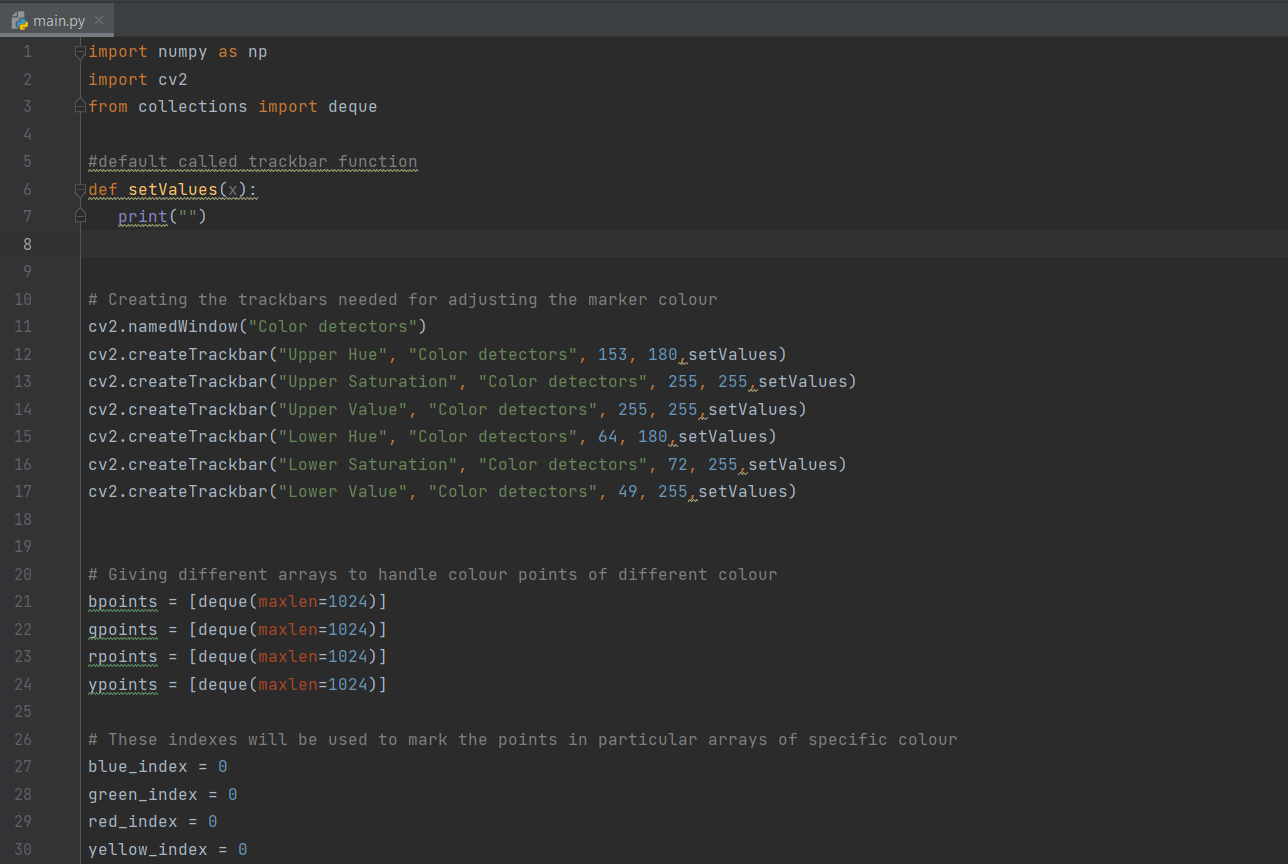 main.py
1 import numpy as np
2 import cv2
3 from collections import deque
4
5 #default called trackbar function
6 def setValues(x):
7    print("")
8
9
10 # Creating the trackbars needed for adjusting the marker colour
11 cv2.namedWindow("Color detectors")
12 cv2.createTrackbar("Upper Hue", "Color detectors", 153, 180,setValues)
13 cv2.createTrackbar("Upper Saturation", "Color detectors", 255, 255,setValues)
14 cv2.createTrackbar("Upper Value", "Color detectors", 255, 255,setValues)
15 cv2.createTrackbar("Lower Hue", "Color detectors", 64, 180,setValues)
16 cv2.createTrackbar("Lower Saturation", "Color detectors", 72, 255,setValues)
17 cv2.createTrackbar("Lower Value", "Color detectors", 49, 255,setValues)
18
19
20 # Giving different arrays to handle colour points of different colour
21 bpoints = [deque(maxlen=1024)]
22 gpoints = [deque(maxlen=1024)]
23 rpoints = [deque(maxlen=1024)]
24 ypoints = [deque(maxlen=1024)]
25
26 # These indexes will be used to mark the points in particular arrays of specific colour
27 blue_index = 0
28 green_index = 0
29 red_index = 0
30 yellow_index = 0